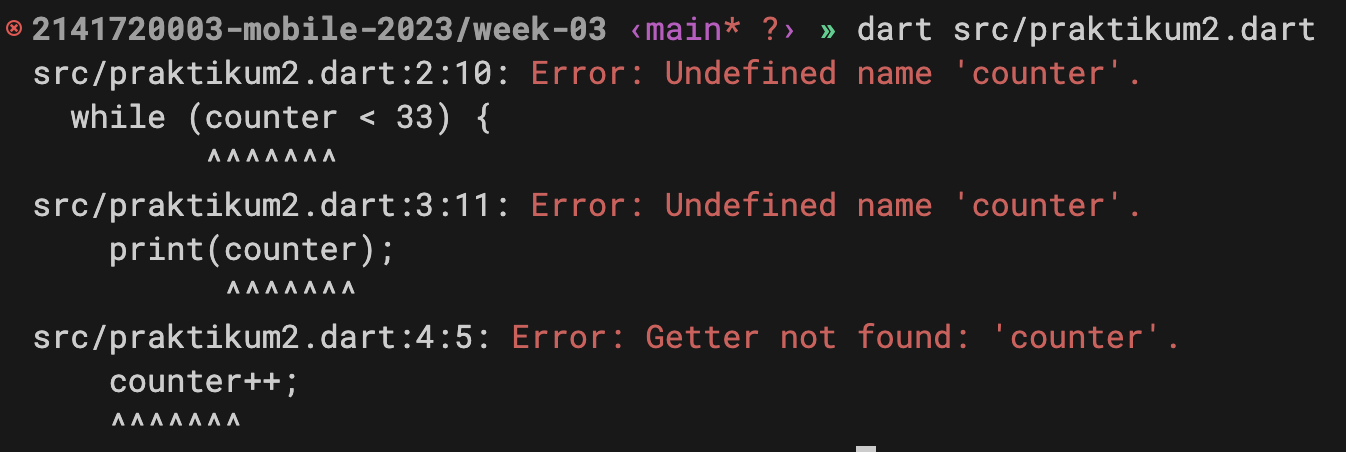 2141720003-mobile-2023/week-03 ‹main* ?› » dart src/praktikum2.dart
src/praktikum2.dart:2:10: Error: Undefined name 'counter'.
  while (counter < 33) {
         ^^^^^^^
src/praktikum2.dart:3:11: Error: Undefined name 'counter'.
    print(counter);
          ^^^^^^^
src/praktikum2.dart:4:5: Error: Getter not found: 'counter'.
    counter++;
    ^^^^^^^